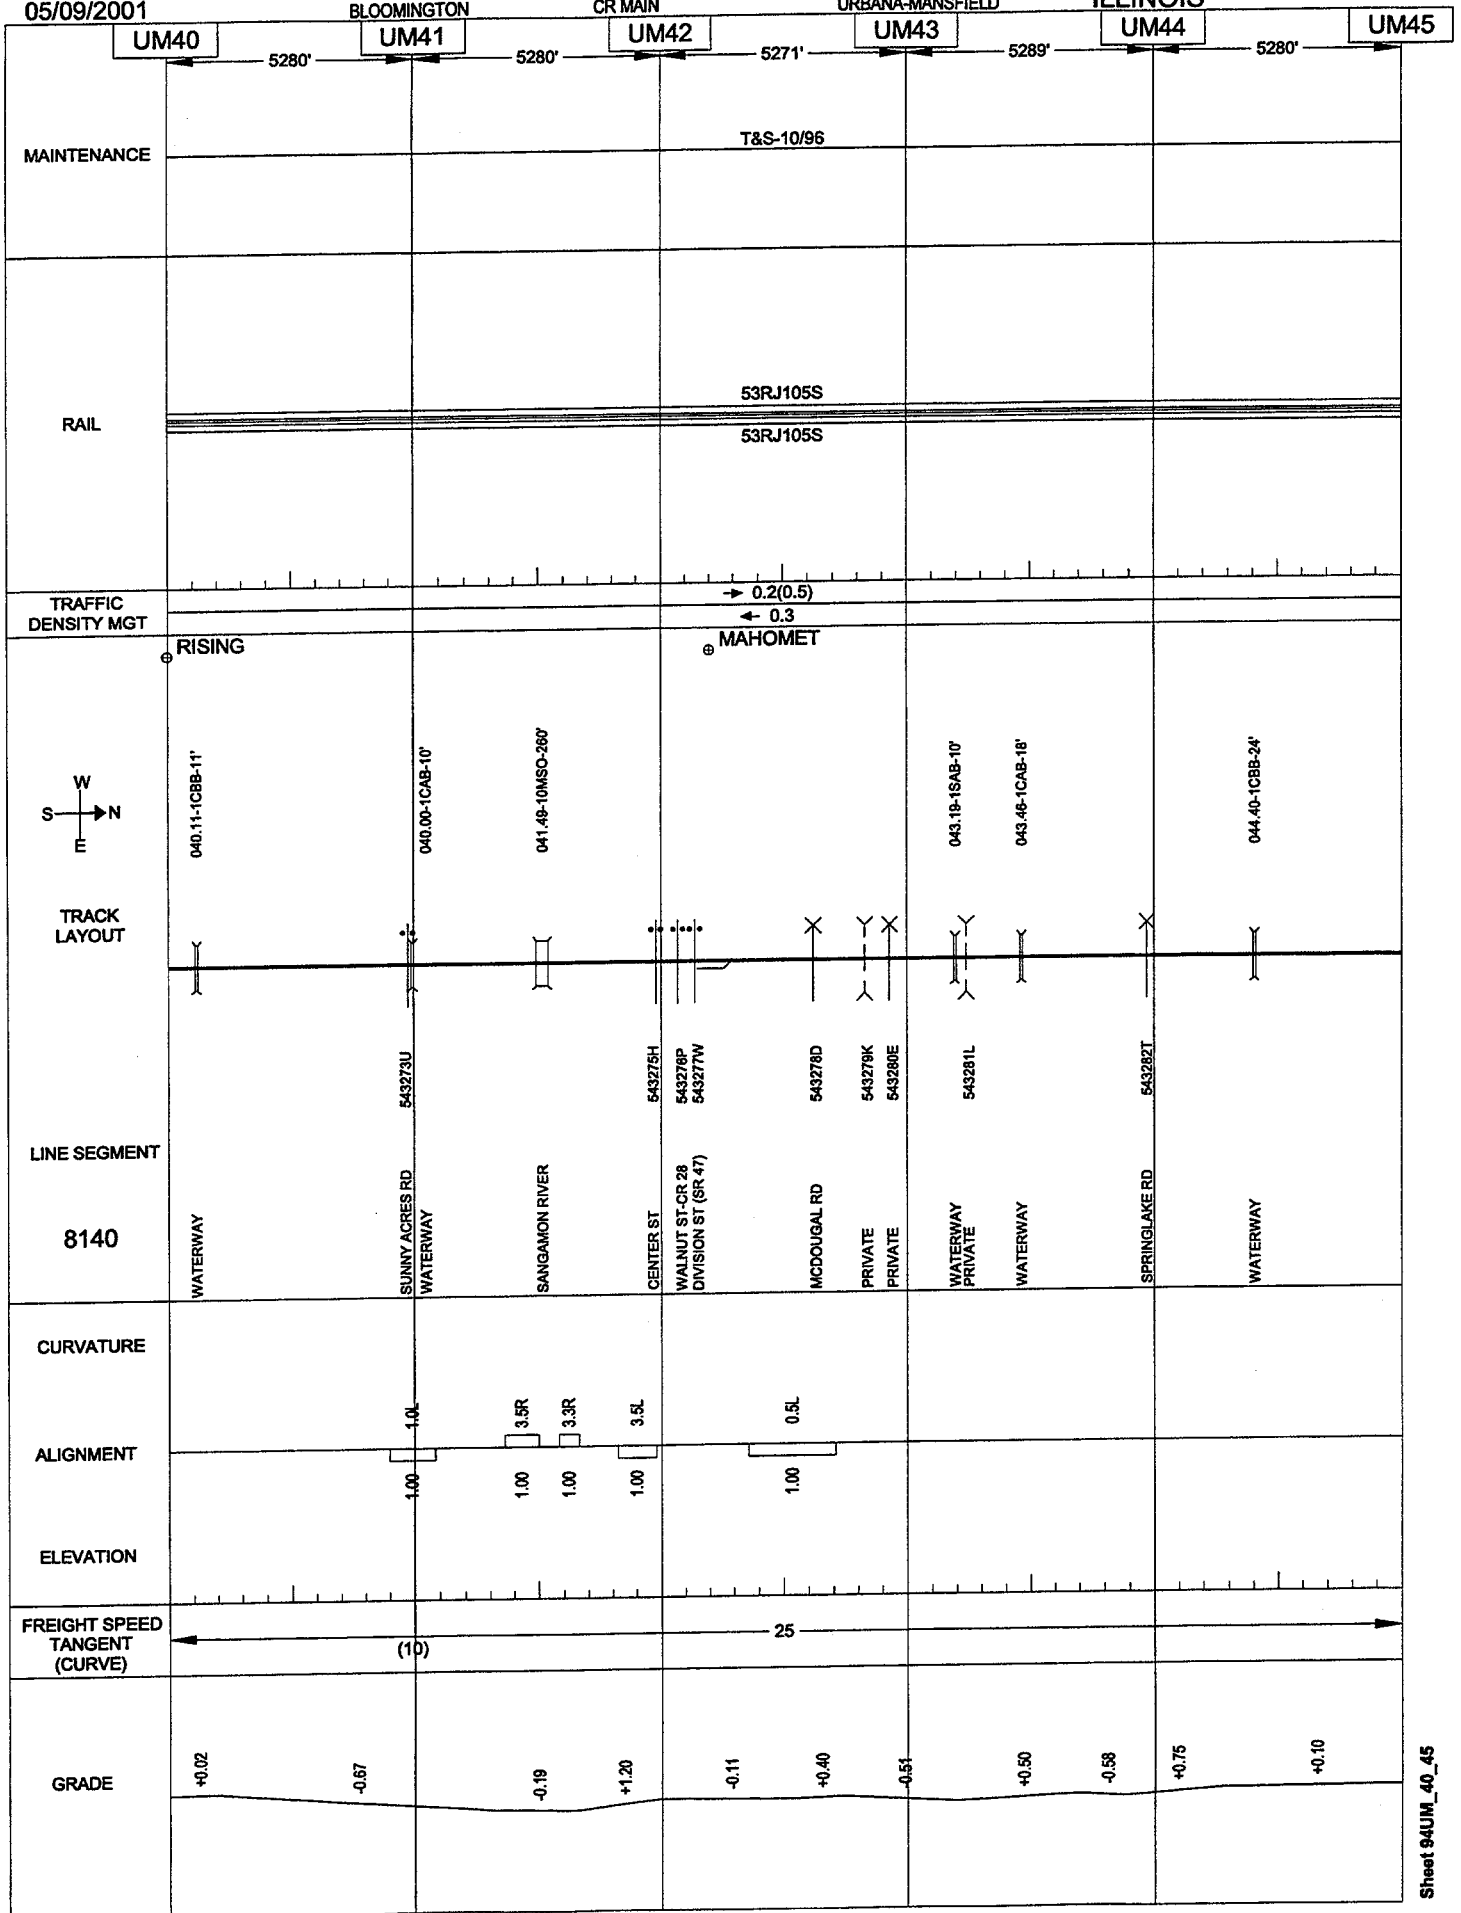 05/09/2001 BLOOMINGTON CR MAIN URBANA-MANSFIELD ILLINOIS
UM40 UM41 UM42 UM43 UM44 UM45
5280' 5280' 5271' 5289' 5280'
MAINTENANCE
T&S-10/96
RAIL
53RJ105S
53RJ105S
TRAFFIC
DENSITY MGT
→ 0.2(0.5)
← 0.3
RISING
MAHOMET
W
S N
E
040.11-1CBB-11'
040.00-1CAB-10'
041.49-10MSO-260'
043.19-1SAB-10'
043.46-1CAB-18'
044.40-1CBB-24'
TRACK
LAYOUT
543273U
543275H
543276P
543277W
543278D
543279K
543280E
543281L
543282T
LINE SEGMENT
8140
WATERWAY
SUNNY ACRES RD
WATERWAY
SANGAMON RIVER
CENTER ST
WALNUT ST-CR 28
DIVISION ST (SR 47)
MCDOUGAL RD
PRIVATE
PRIVATE
WATERWAY
PRIVATE
WATERWAY
SPRINGLAKE RD
WATERWAY
CURVATURE
1.0L 3.5R 3.3R 3.5L 0.5L
ALIGNMENT
1.00 1.00 1.00 1.00 1.00
ELEVATION
FREIGHT SPEED
TANGENT
(CURVE)
(10)
25
GRADE
+0.02 -0.67 -0.19 +1.20 -0.11 +0.40 -0.51 +0.50 -0.58 +0.75 +0.10
Sheet 94UM_40_45